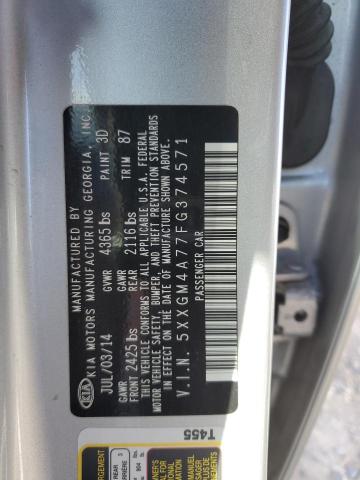 MANUFACTURED BY
KIA KIA MOTORS MANUFACTURING GEORGIA, INC.
JUL/03/14 GVWR 4365 lbs PAINT 3D
GAWR FRONT 2425 lbs GAWR REAR 2116 lbs TRIM 87
THIS VEHICLE CONFORMS TO ALL APPLICABLE U.S.A. FEDERAL
MOTOR VEHICLE SAFETY, BUMPER, AND THEFT PREVENTION STANDARDS
IN EFFECT ON THE DATE OF MANUFACTURE SHOWN ABOVE.
V.I.N. 5XXGM4A77FG374571
PASSENGER CAR
T455
REAR